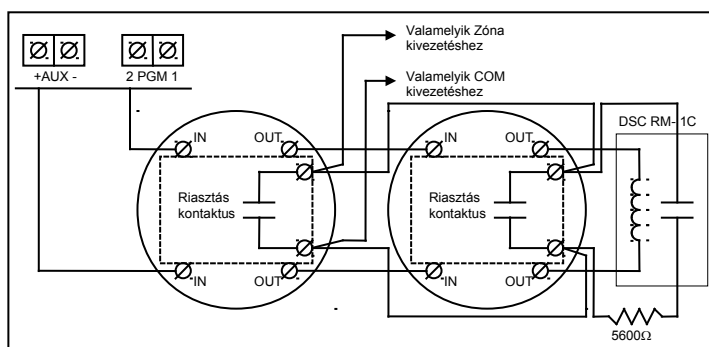 Valamelyik Zóna
kivezetéshez
+AUX -
2 PGM 1
Valamelyik COM
kivezetéshez
DSC RM- 1C
IN
OUT
IN
OUT
Riasztás
kontaktus
Riasztás
kontaktus
IN
OUT
IN
OUT
5600Ω